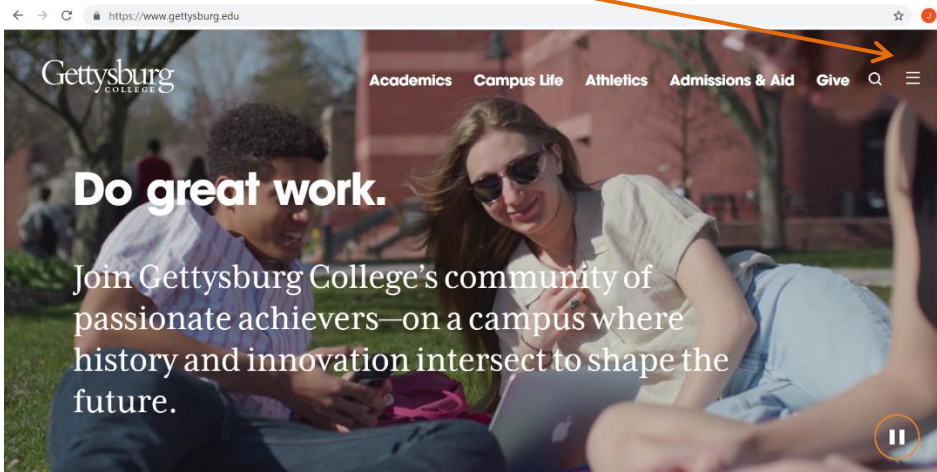 https://www.gettysburg.edu
J
Gettysburg
COLLEGE
Academics Campus Life Athletics Admissions & Aid Give
Do great work.
Join Gettysburg College’s community of
passionate achievers—on a campus where
history and innovation intersect to shape the
future.